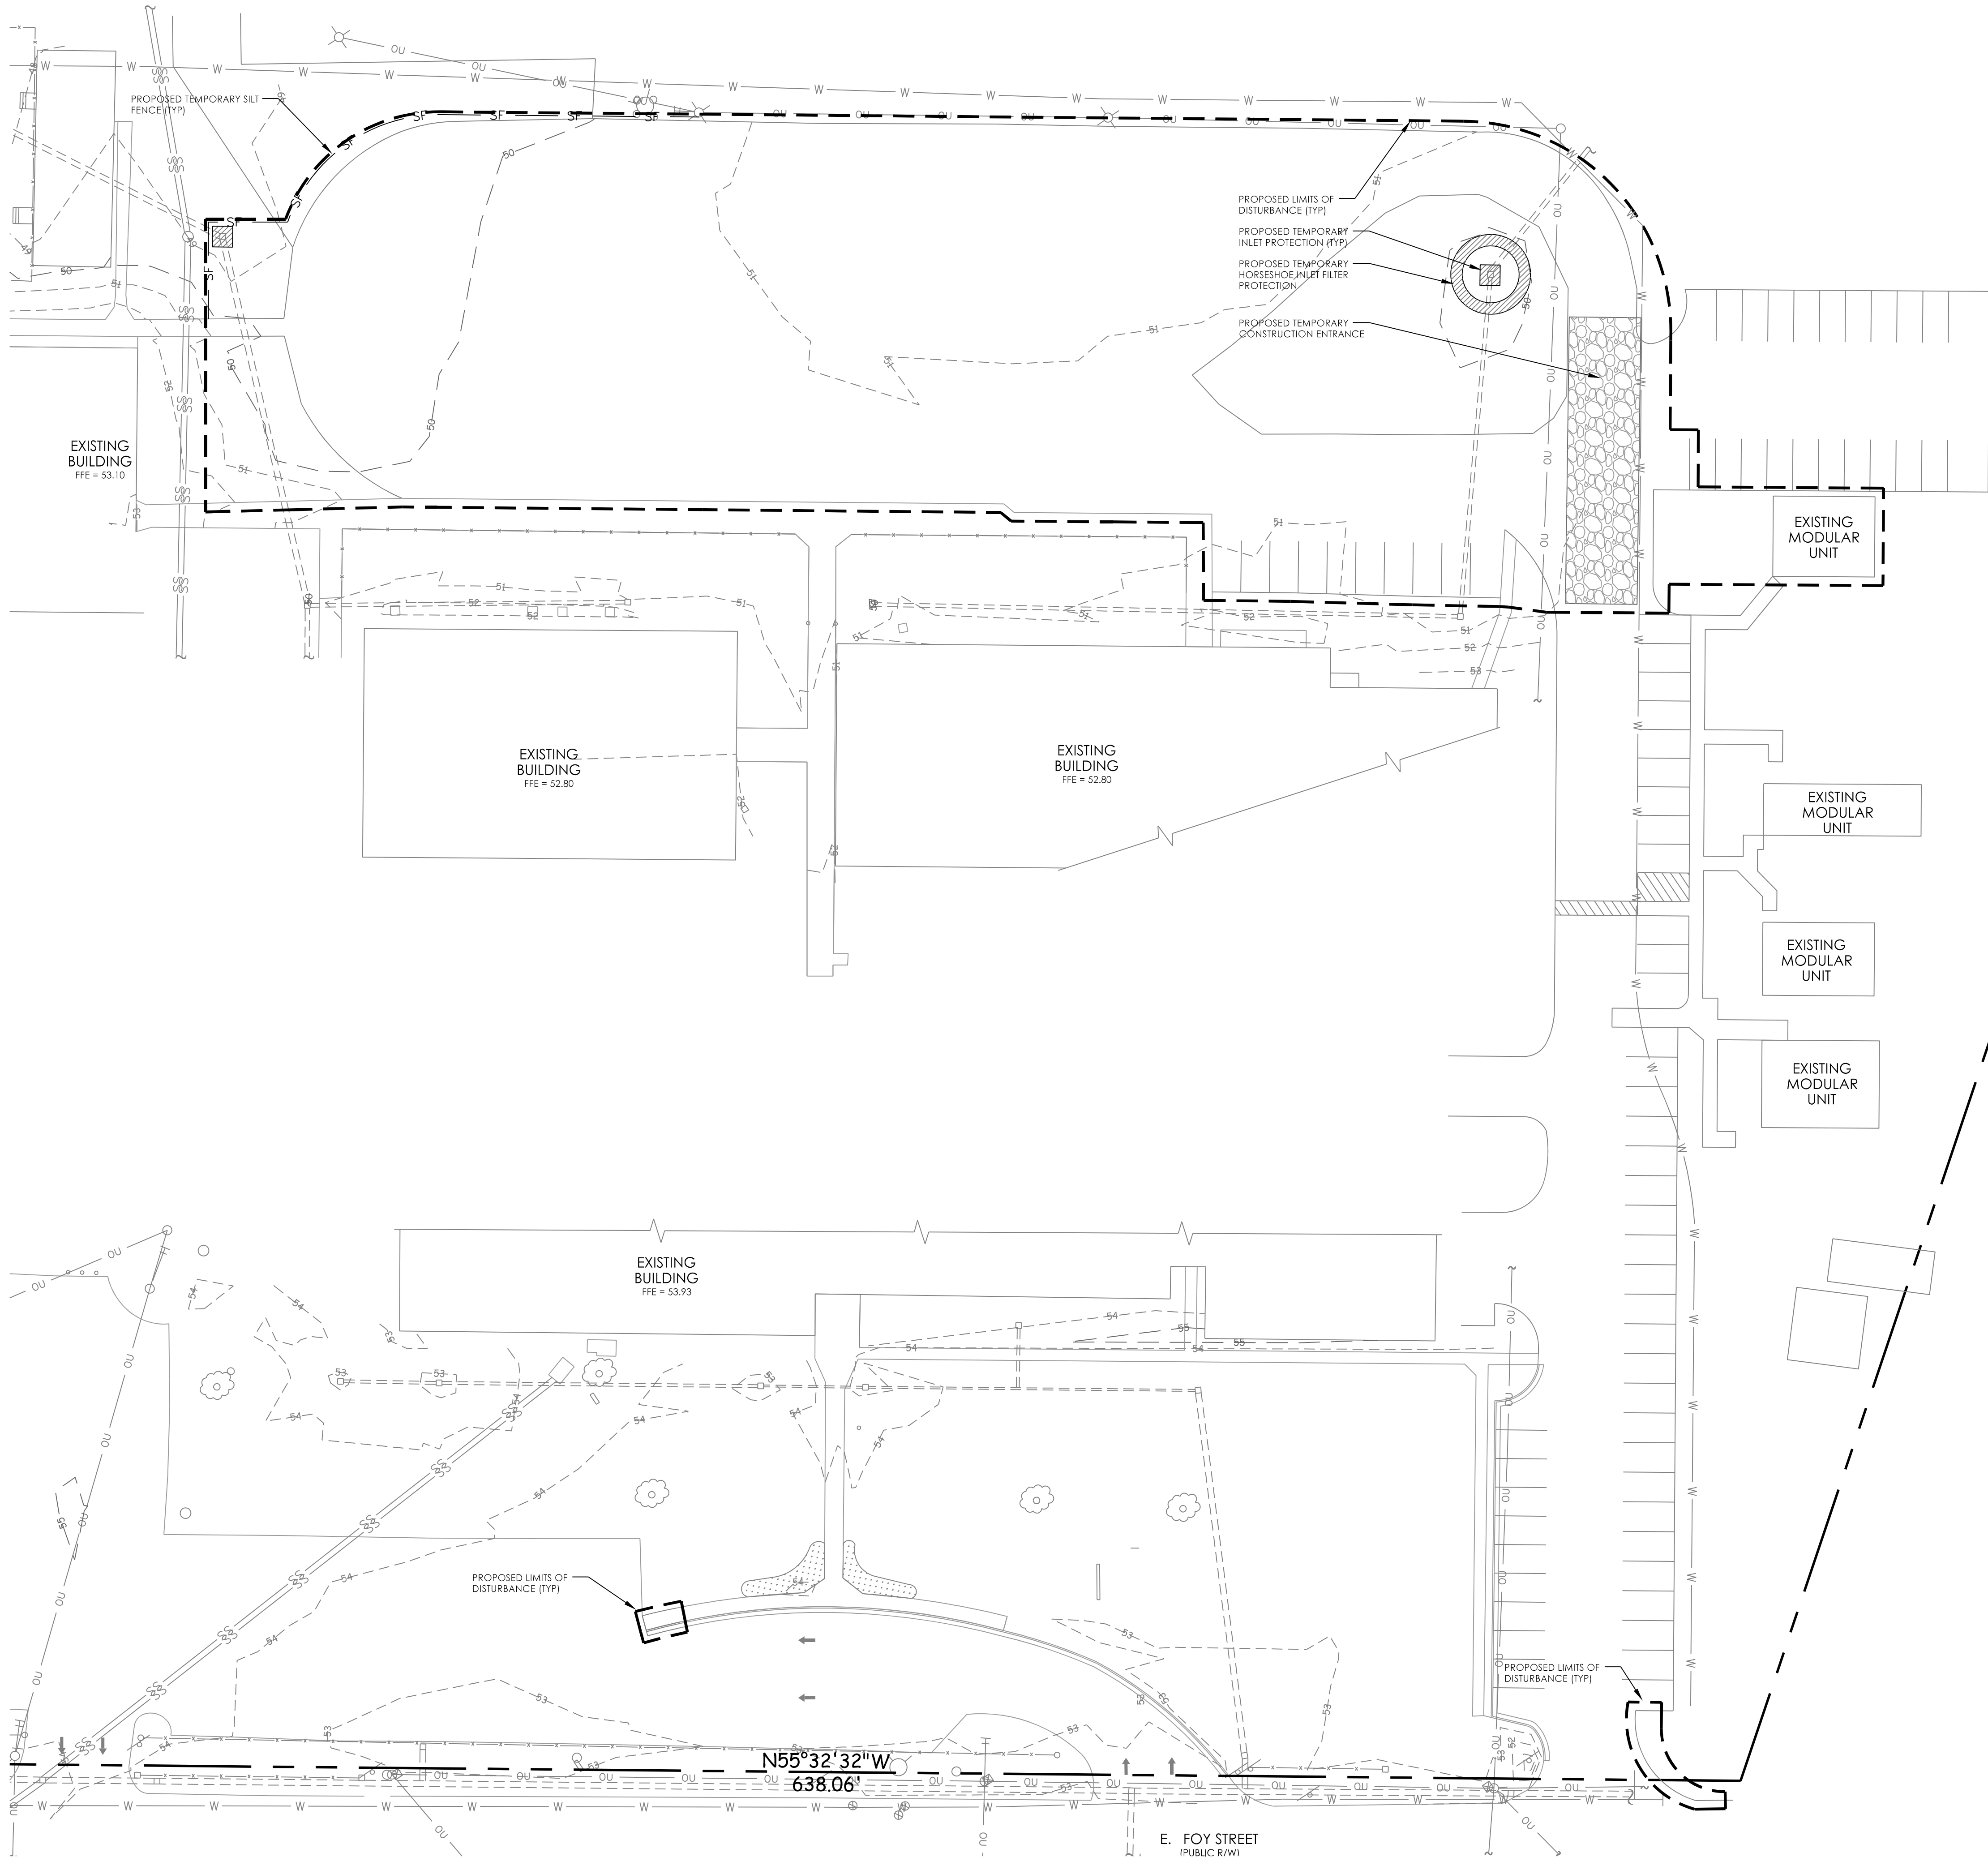 PROPOSED TEMPORARY SILT
FENCE (TYP)
PROPOSED LIMITS OF
DISTURBANCE (TYP)
PROPOSED TEMPORARY
INLET PROTECTION (TYP)
PROPOSED TEMPORARY
HORSESHOE INLET FILTER
PROTECTION
PROPOSED TEMPORARY
CONSTRUCTION ENTRANCE
EXISTING
BUILDING
FFE = 53.10
EXISTING
MODULAR
UNIT
EXISTING
BUILDING
FFE = 52.80
EXISTING
BUILDING
FFE = 52.80
EXISTING
MODULAR
UNIT
EXISTING
MODULAR
UNIT
EXISTING
MODULAR
UNIT
EXISTING
BUILDING
FFE = 53.93
PROPOSED LIMITS OF
DISTURBANCE (TYP)
PROPOSED LIMITS OF
DISTURBANCE (TYP)
N55°32'32"W
638.06'
E. FOY STREET
(PUBLIC R/W)